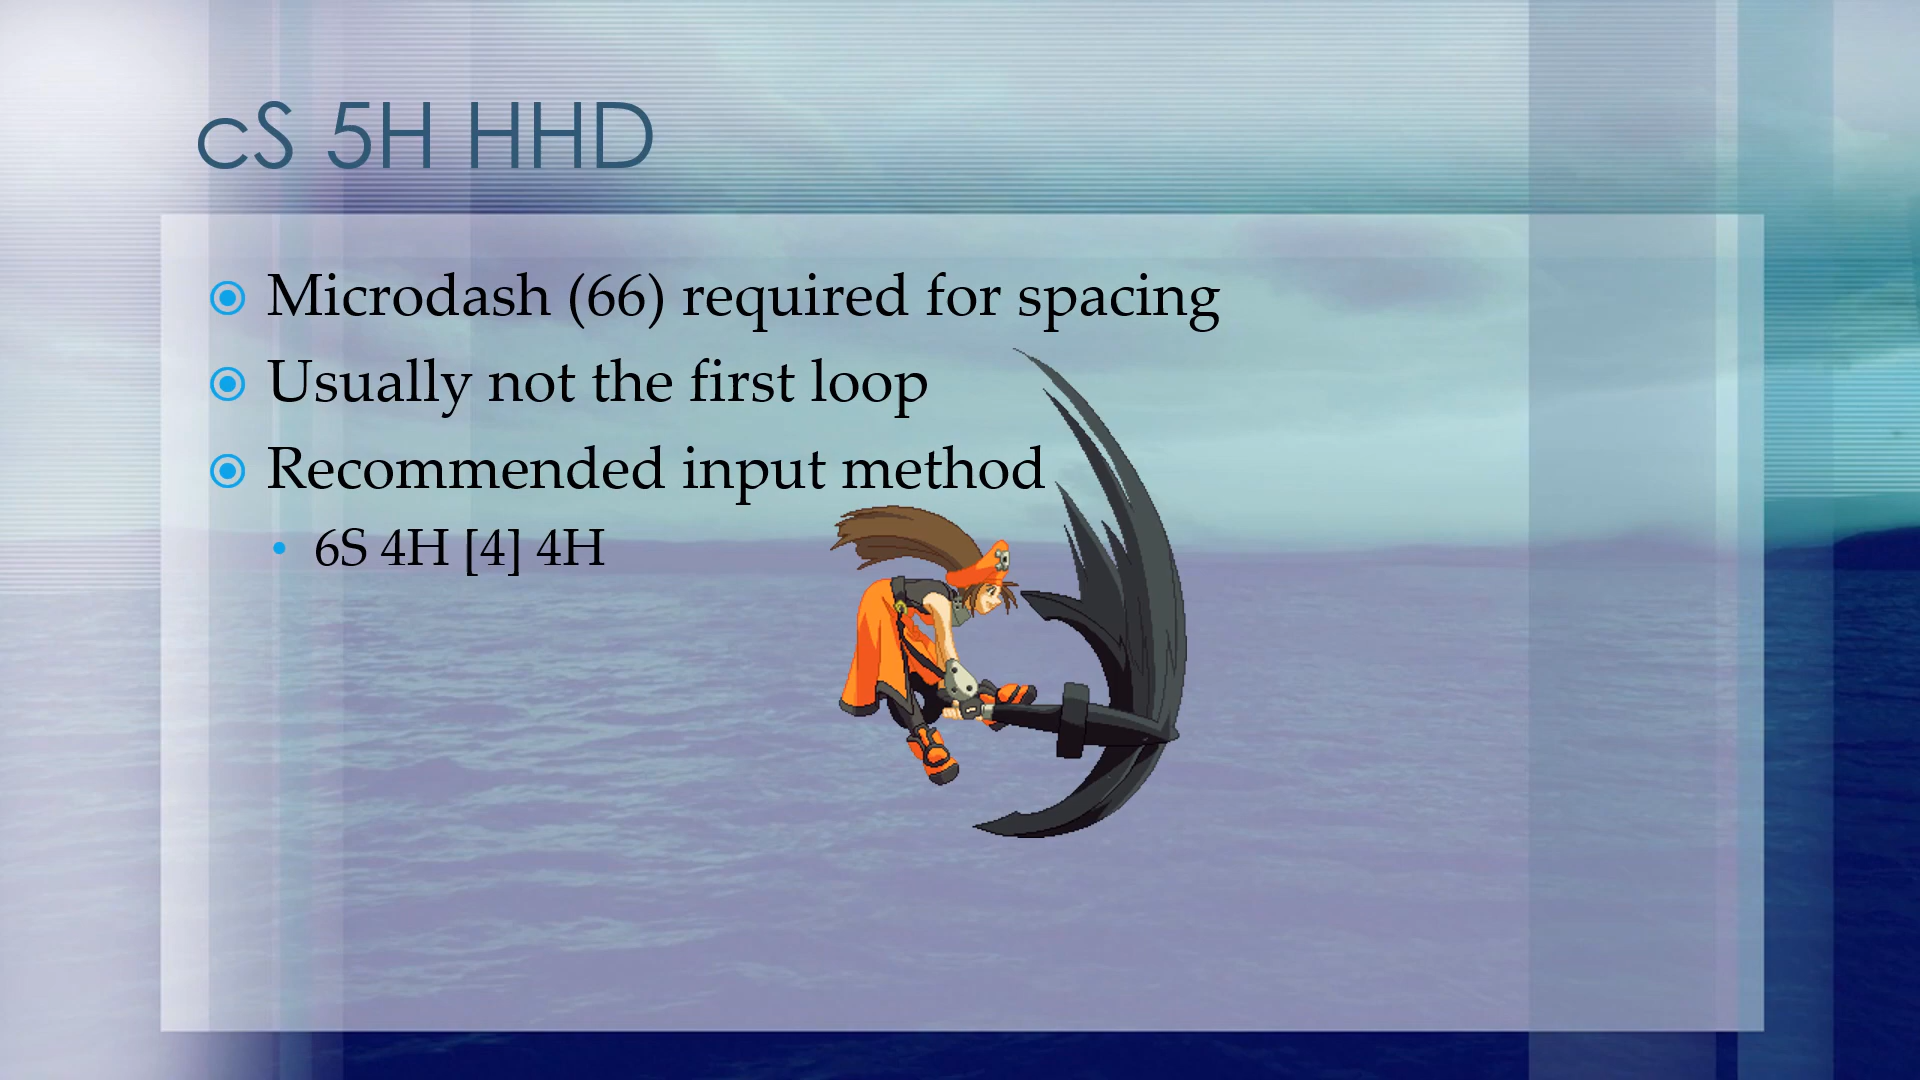 cS 5H HHD
Microdash (66) required for spacing
Usually not the first loop
Recommended input method
6S 4H [4] 4H